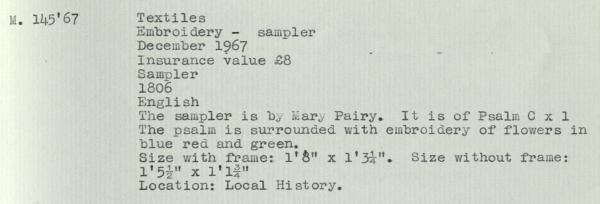 M. 145'67 Textiles
Embroidery - sampler
December 1967
Insurance value £8
Sampler
1806
English
The sampler is by Mary Pairy. It is of Psalm C x l
The psalm is surrounded with embroidery of flowers in
blue red and green.
Size with frame: 1'8" x 1'3¼". Size without frame:
1'5½" x 1'1¾"
Location: Local History.